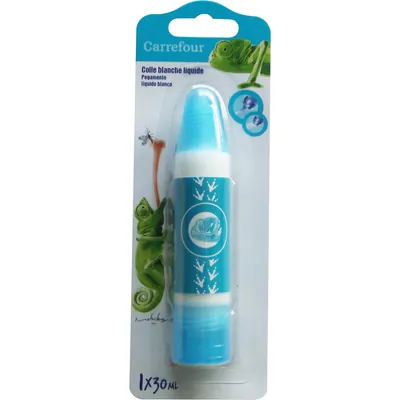 Carrefour
Colle blanche liquide
Pegamento
líquido blanco
1x30ML